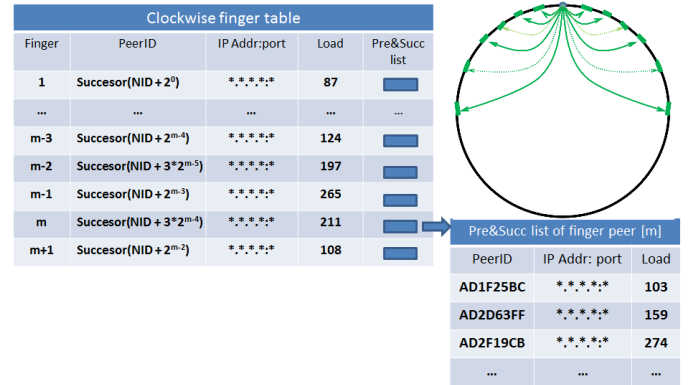 Clockwise finger table
Finger PeerID IP Addr:port Load Pre&Succ list
1 Succesor(NID + 2⁰) *.*.*.*:* 87
... ... ... ... ...
m-3 Succesor(NID + 2ᵐ⁻⁴) *.*.*.*:* 124
m-2 Succesor(NID + 3*2ᵐ⁻⁵) *.*.*.*:* 197
m-1 Succesor(NID + 2ᵐ⁻³) *.*.*.*:* 265
m Succesor(NID + 3*2ᵐ⁻⁴) *.*.*.*:* 211
m+1 Succesor(NID + 2ᵐ⁻²) *.*.*.*:* 108
Pre&Succ list of finger peer [m]
PeerID IP Addr: port Load
AD1F25BC *.*.*.*:* 103
AD2D63FF *.*.*.*:* 159
AD2F19CB *.*.*.*:* 274
... ... ...